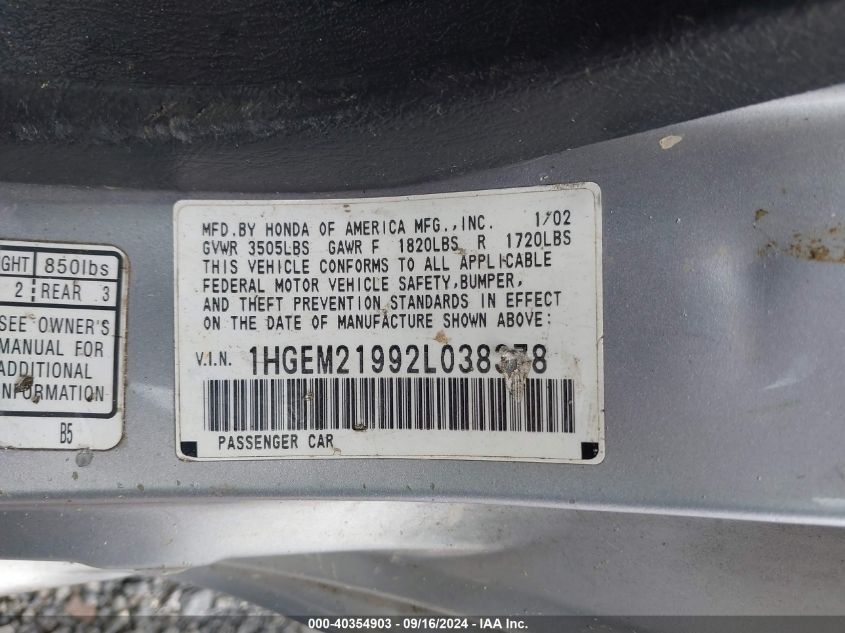 MFD.BY HONDA OF AMERICA MFG.,INC. 1/02
GVWR 3505LBS GAWR F 1820LBS R 1720LBS
THIS VEHICLE CONFORMS TO ALL APPLICABLE
FEDERAL MOTOR VEHICLE SAFETY,BUMPER,
AND THEFT PREVENTION STANDARDS IN EFFECT
ON THE DATE OF MANUFACTURE SHOWN ABOVE:
V.I.N. 1HGEM21992L038378
PASSENGER CAR
GHT 850lbs
2 REAR 3
SEE OWNER'S
MANUAL FOR
ADDITIONAL
INFORMATION
B5
000-40354903 - 09/16/2024 - IAA Inc.